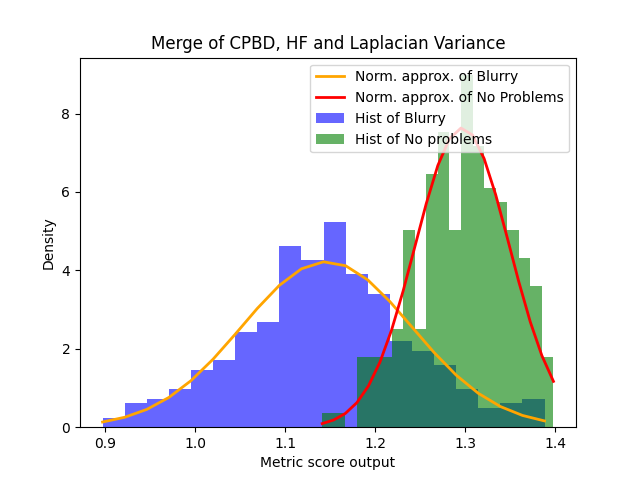 Merge of CPBD, HF and Laplacian Variance
Norm. approx. of Blurry
Norm. approx. of No Problems
Hist of Blurry
Hist of No problems
Density
8
6
4
2
0
0.9 1.0 1.1 1.2 1.3 1.4
Metric score output